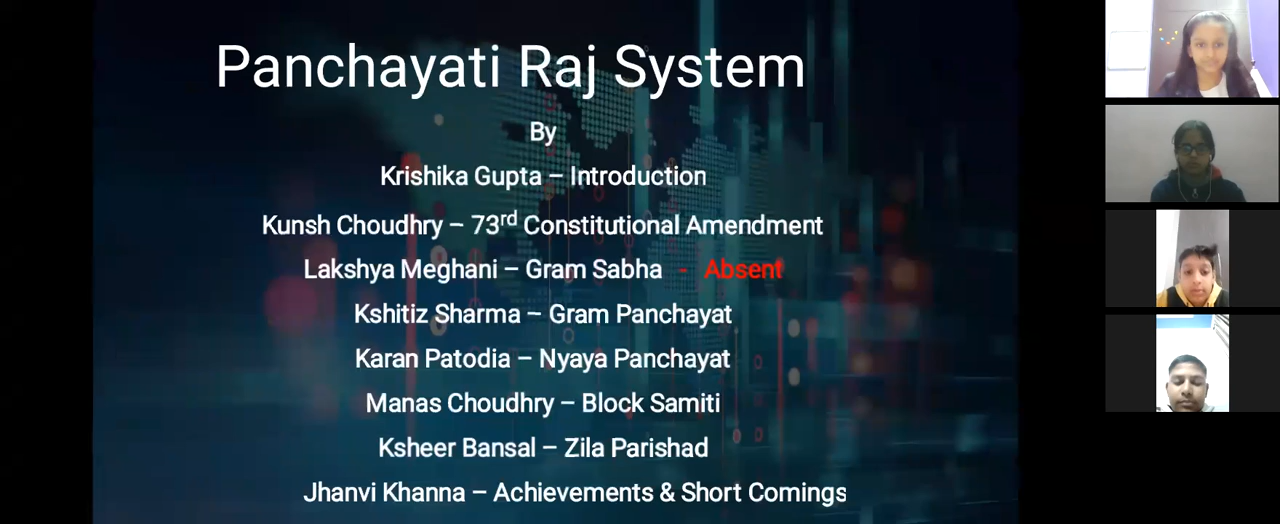 Panchayati Raj System
By
Krishika Gupta – Introduction
Kunsh Choudhry – 73rd Constitutional Amendment
Lakshya Meghani – Gram Sabha - Absent
Kshitiz Sharma – Gram Panchayat
Karan Patodia – Nyaya Panchayat
Manas Choudhry – Block Samiti
Ksheer Bansal – Zila Parishad
Jhanvi Khanna – Achievements & Short Comings